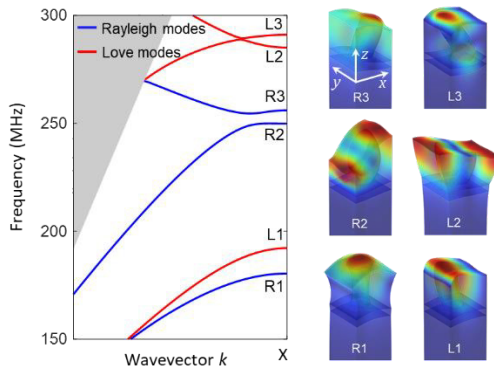 Rayleigh modes
Love modes
Frequency (MHz)
300
250
200
150
Wavevector k
X
L3
L2
R3
R2
L1
R1
z
y
x
R3
L3
R2
L2
R1
L1